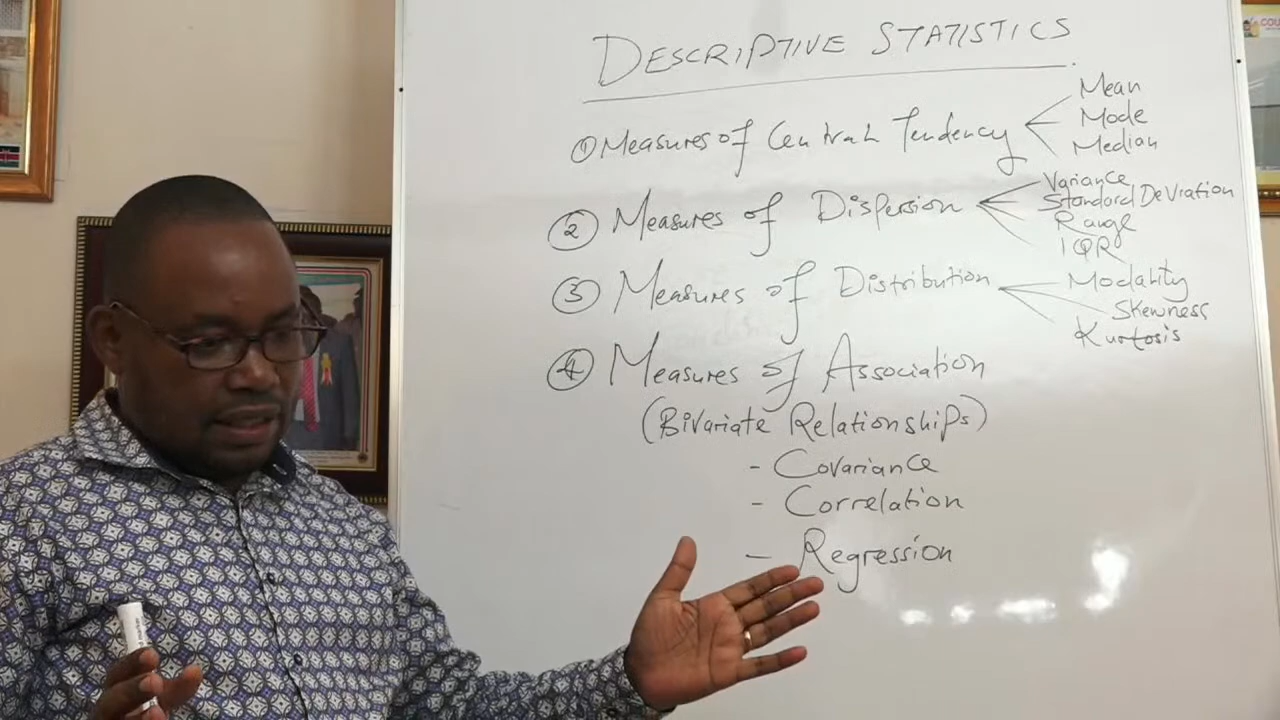 DESCRIPTIVE STATISTICS
① Measures of Central Tendency
Mean
Mode
Median
② Measures of Dispersion
Variance
Standard Deviation
Range
IQR
③ Measures of Distribution
Modality
Skewness
Kurtosis
④ Measures of Association
(Bivariate Relationships)
- Covariance
- Correlation
- Regression
COU